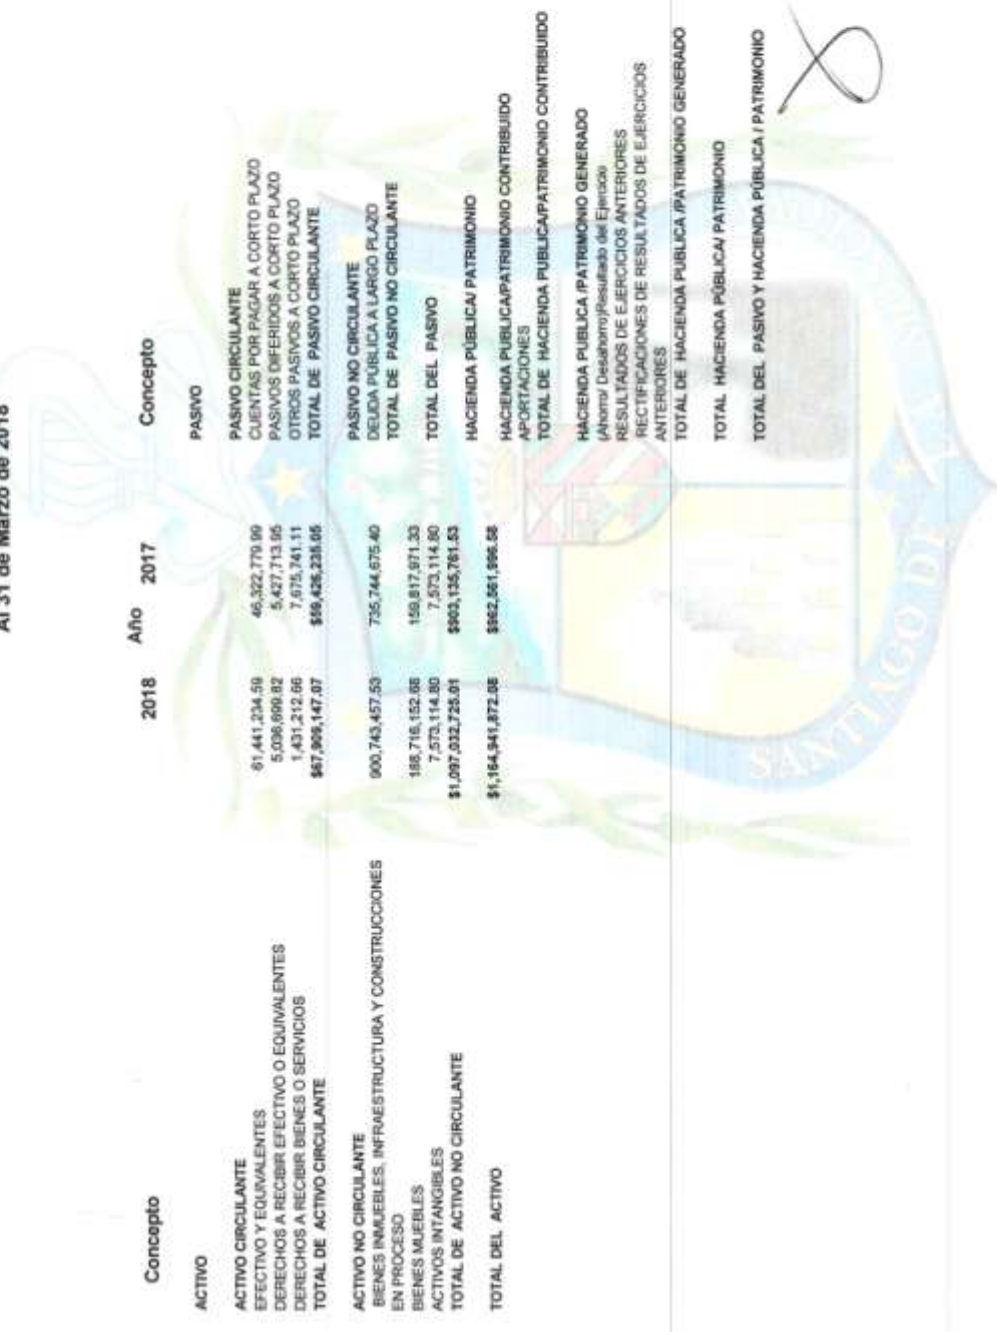 Al 31 de Marzo de 2018
Concepto Año Concepto
2018 2017
ACTIVO PASIVO
ACTIVO CIRCULANTE PASIVO CIRCULANTE
EFECTIVO Y EQUIVALENTES 61,441,234.59 46,322,779.99 CUENTAS POR PAGAR A CORTO PLAZO
DERECHOS A RECIBIR EFECTIVO O EQUIVALENTES 5,036,699.82 5,427,713.95 PASIVOS DIFERIDOS A CORTO PLAZO
DERECHOS A RECIBIR BIENES O SERVICIOS 1,431,212.66 7,675,741.11 OTROS PASIVOS A CORTO PLAZO
TOTAL DE ACTIVO CIRCULANTE $67,909,147.07 $59,426,235.05 TOTAL DE PASIVO CIRCULANTE
ACTIVO NO CIRCULANTE PASIVO NO CIRCULANTE
BIENES INMUEBLES, INFRAESTRUCTURA Y CONSTRUCCIONES 900,743,457.53 735,744,675.40 DEUDA PÚBLICA A LARGO PLAZO
EN PROCESO TOTAL DE PASIVO NO CIRCULANTE
BIENES MUEBLES 188,716,152.68 159,817,971.33
ACTIVOS INTANGIBLES 7,573,114.80 7,573,114.80 TOTAL DEL PASIVO
TOTAL DE ACTIVO NO CIRCULANTE $1,097,032,725.01 $903,135,761.53
HACIENDA PÚBLICA/ PATRIMONIO
TOTAL DEL ACTIVO $1,164,941,872.08 $962,561,996.58
HACIENDA PUBLICA/PATRIMONIO CONTRIBUIDO
APORTACIONES
TOTAL DE HACIENDA PUBLICA/PATRIMONIO CONTRIBUIDO
HACIENDA PUBLICA /PATRIMONIO GENERADO
(Ahorro/ Desahorro)Resultado del Ejercicio
RESULTADOS DE EJERCICIOS ANTERIORES
RECTIFICACIONES DE RESULTADOS DE EJERCICIOS
ANTERIORES
TOTAL DE HACIENDA PUBLICA /PATRIMONIO GENERADO
TOTAL HACIENDA PÚBLICA/ PATRIMONIO
TOTAL DEL PASIVO Y HACIENDA PÚBLICA / PATRIMONIO
SANTIAGO DE